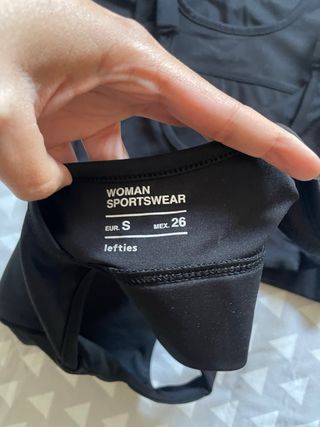 WOMAN
SPORTSWEAR
EUR. S MEX. 26
lefties